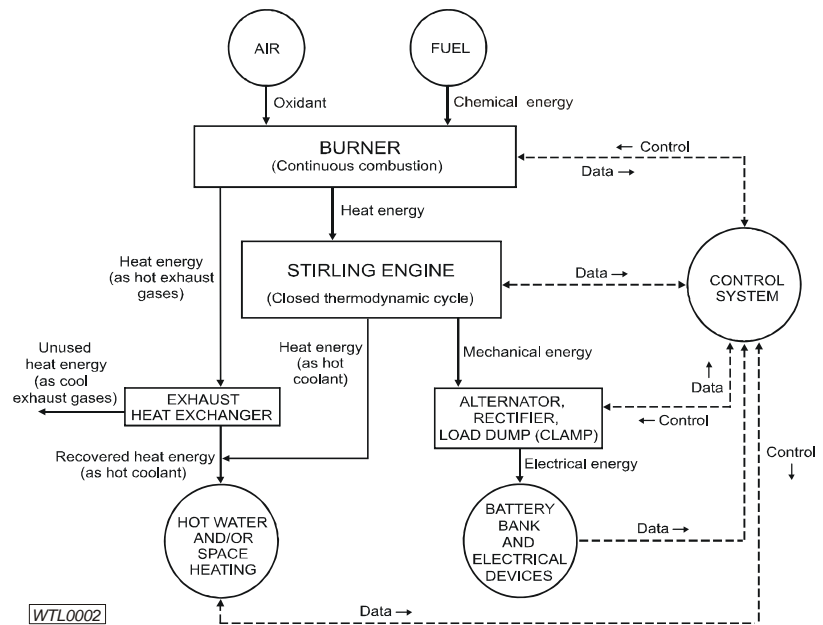 AIR
FUEL
Oxidant
Chemical energy
BURNER
(Continuous combustion)
← Control
Data →
Heat energy
Heat energy
(as hot exhaust
gases)
STIRLING ENGINE
(Closed thermodynamic cycle)
Data →
CONTROL
SYSTEM
Unused
heat energy
(as cool
exhaust gases)
Heat energy
(as hot
coolant)
Mechanical energy
↑
Data
EXHAUST
HEAT EXCHANGER
ALTERNATOR,
RECTIFIER,
LOAD DUMP (CLAMP)
← Control
Recovered heat energy
(as hot coolant)
Electrical energy
Control
↓
HOT WATER
AND/OR
SPACE
HEATING
BATTERY
BANK
AND
ELECTRICAL
DEVICES
Data →
Data →
WTL0002